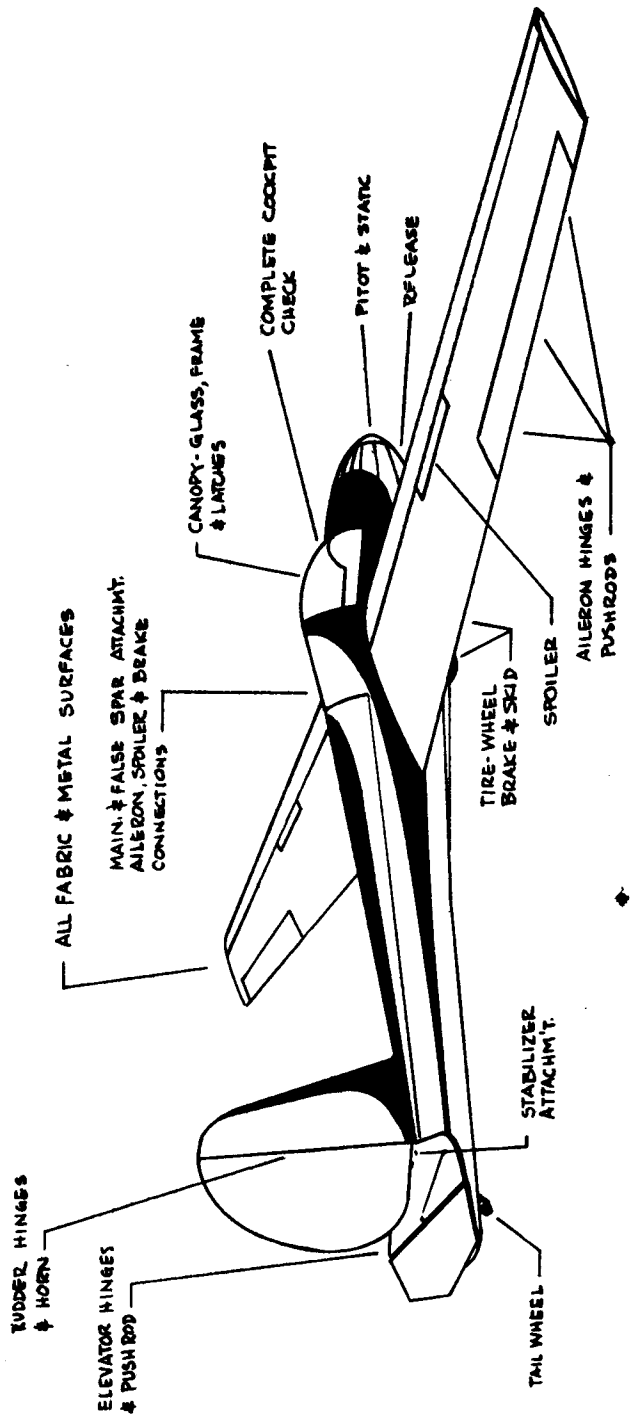 RUDDER HINGES
& HORN
ELEVATOR HINGES
& PUSHROD
ALL FABRIC & METAL SURFACES
MAIN. & FALSE SPAR ATTACHM'T.
AILERON, SPOILER & BRAKE
CONNECTIONS
CANOPY - GLASS, FRAME
& LATCHES
COMPLETE COCKPIT
CHECK
PITOT & STATIC
RELEASE
TAIL WHEEL
STABILIZER
ATTACHM'T.
TIRE - WHEEL
BRAKE & SKID
SPOILER
AILERON HINGES &
PUSHRODS